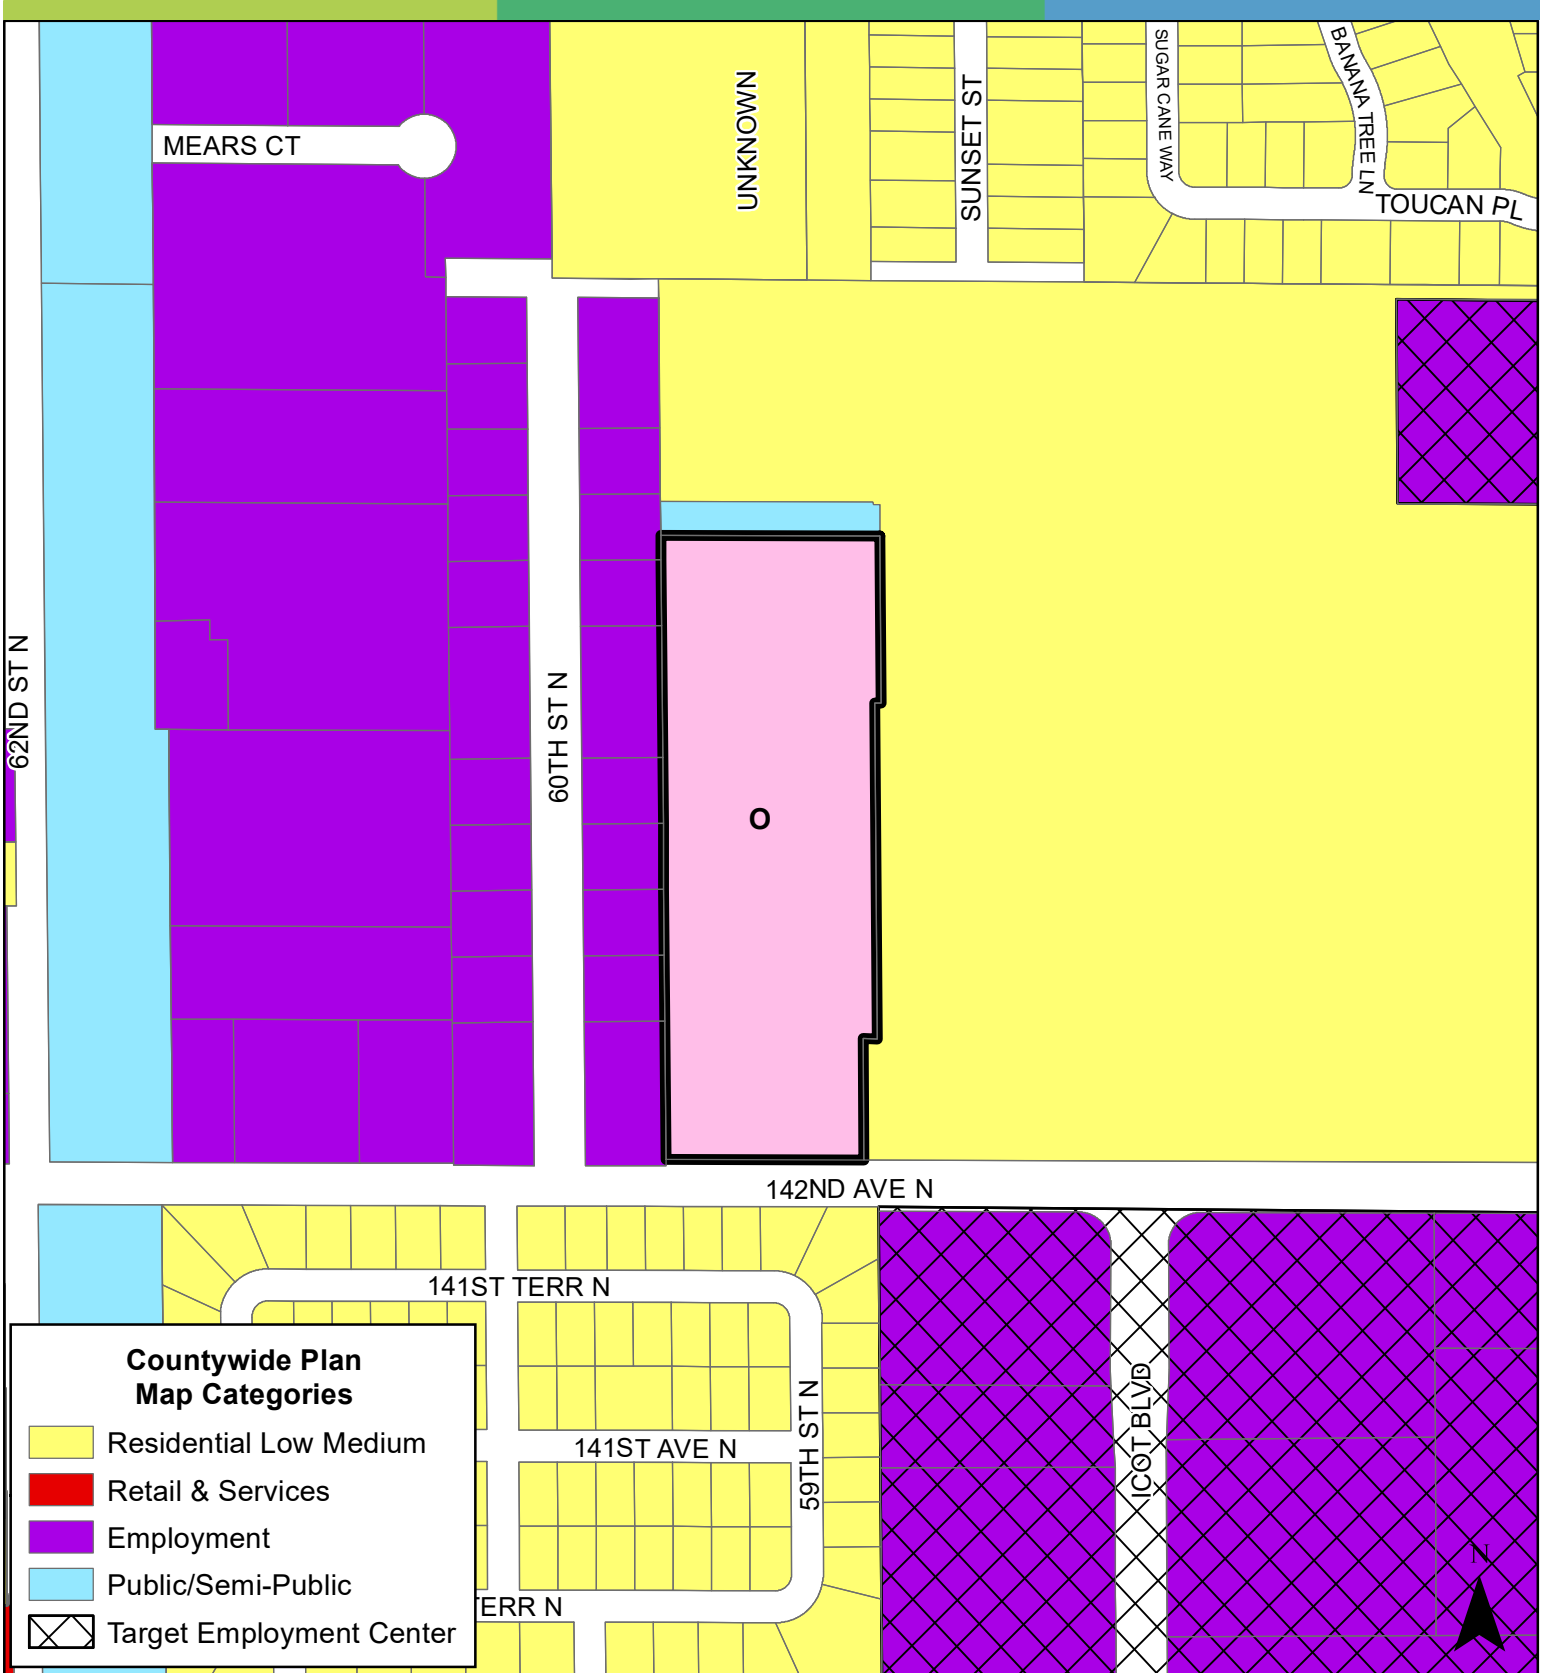 MEARS CT
UNKNOWN
SUNSET ST
SUGAR CANE WAY
BANANA TREE LN
TOUCAN PL
62ND ST N
60TH ST N
O
142ND AVE N
141ST TERR N
141ST AVE N
59TH ST N
ICOT BLVD
TERR N
N
Countywide Plan
Map Categories
Residential Low Medium
Retail & Services
Employment
Public/Semi-Public
Target Employment Center